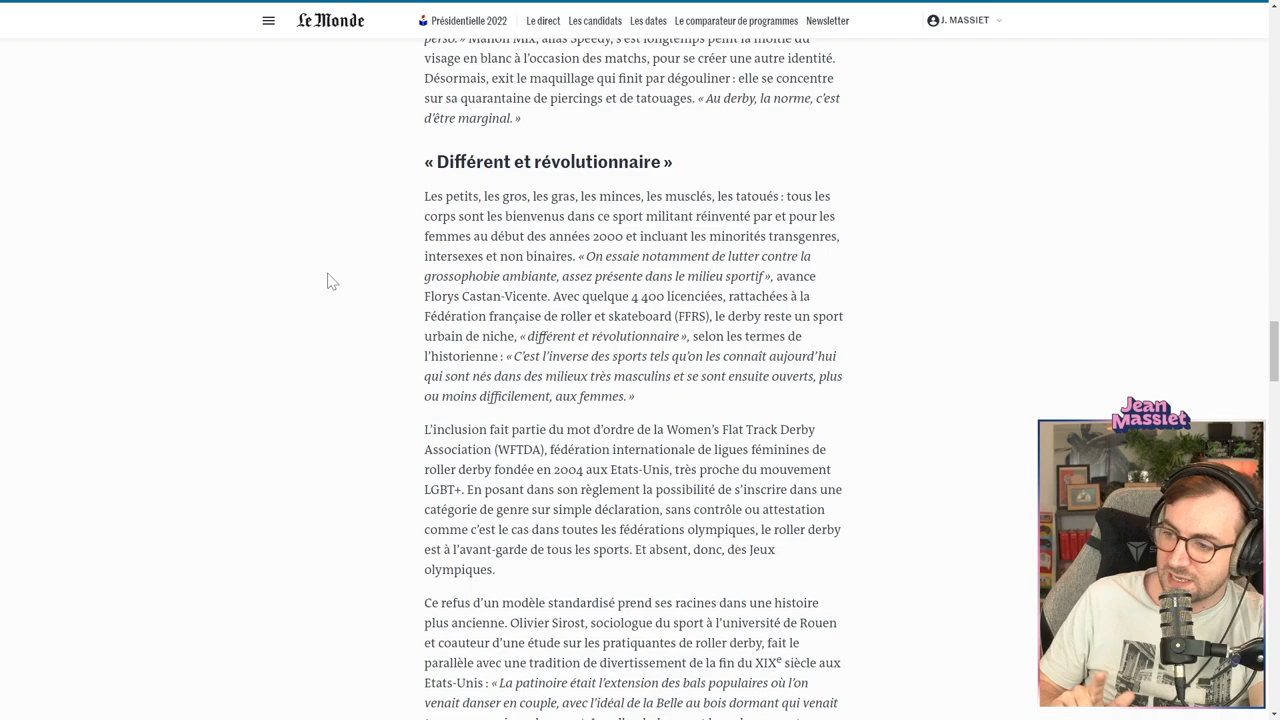 Le Monde
Présidentielle 2022
Le direct
Les candidats
Les dates
Le comparateur de programmes
Newsletter
J. MASSIET
perso. » Manon Mix, alias Speedy, s'est longtemps peint la moitié du
visage en blanc à l'occasion des matchs, pour se créer une autre identité.
Désormais, exit le maquillage qui finit par dégouliner : elle se concentre
sur sa quarantaine de piercings et de tatouages. « Au derby, la norme, c'est
d'être marginal. »
« Différent et révolutionnaire »
Les petits, les gros, les gras, les minces, les musclés, les tatoués : tous les
corps sont les bienvenus dans ce sport militant réinventé par et pour les
femmes au début des années 2000 et incluant les minorités transgenres,
intersexes et non binaires. « On essaie notamment de lutter contre la
grossophobie ambiante, assez présente dans le milieu sportif », avance
Florys Castan-Vicente. Avec quelque 4 400 licenciées, rattachées à la
Fédération française de roller et skateboard (FFRS), le derby reste un sport
urbain de niche, « différent et révolutionnaire », selon les termes de
l'historienne : « C'est l'inverse des sports tels qu'on les connaît aujourd'hui
qui sont nés dans des milieux très masculins et se sont ensuite ouverts, plus
ou moins difficilement, aux femmes. »
L'inclusion fait partie du mot d'ordre de la Women's Flat Track Derby
Association (WFTDA), fédération internationale de ligues féminines de
roller derby fondée en 2004 aux Etats-Unis, très proche du mouvement
LGBT+. En posant dans son règlement la possibilité de s'inscrire dans une
catégorie de genre sur simple déclaration, sans contrôle ou attestation
comme c'est le cas dans toutes les fédérations olympiques, le roller derby
est à l'avant-garde de tous les sports. Et absent, donc, des Jeux
olympiques.
Ce refus d'un modèle standardisé prend ses racines dans une histoire
plus ancienne. Olivier Sirost, sociologue du sport à l'université de Rouen
et coauteur d'une étude sur les pratiquantes de roller derby, fait le
parallèle avec une tradition de divertissement de la fin du XIXe siècle aux
Etats-Unis : « La patinoire était l'extension des bals populaires où l'on
venait danser en couple, avec l'idéal de la Belle au bois dormant qui venait
Jean
Massiet